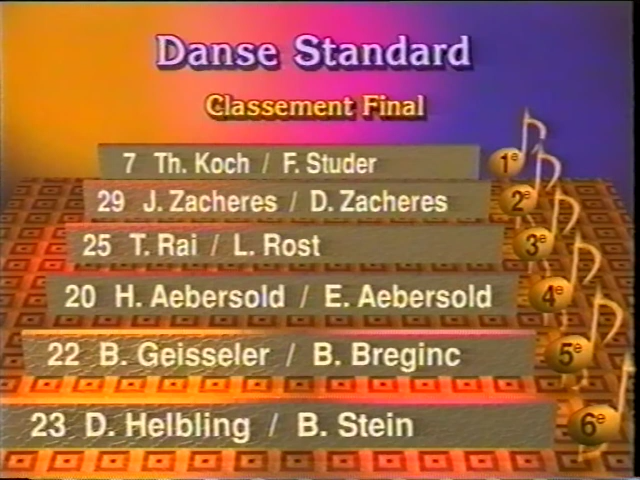 Danse Standard
Classement Final
7 Th. Koch / F. Studer 1e
29 J. Zacheres / D. Zacheres 2e
25 T. Rai / L. Rost 3e
20 H. Aebersold / E. Aebersold 4e
22 B. Geisseler / B. Breginc 5e
23 D. Helbling / B. Stein 6e